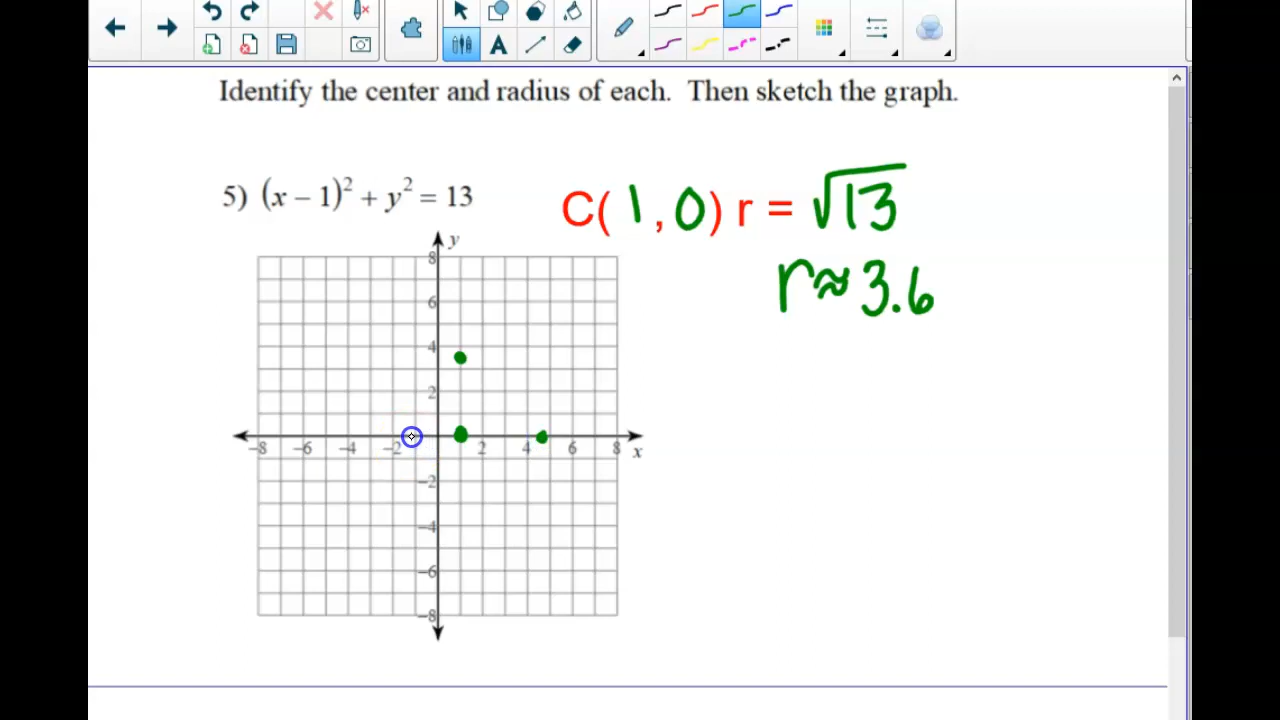 Identify the center and radius of each. Then sketch the graph.
5) (x – 1)² + y² = 13
C( 1 , 0 ) r = √13
r ≈ 3.6
y
8
6
4
2
–8 –6 –4 –2 2 4 6 8 x
–2
–4
–6
–8